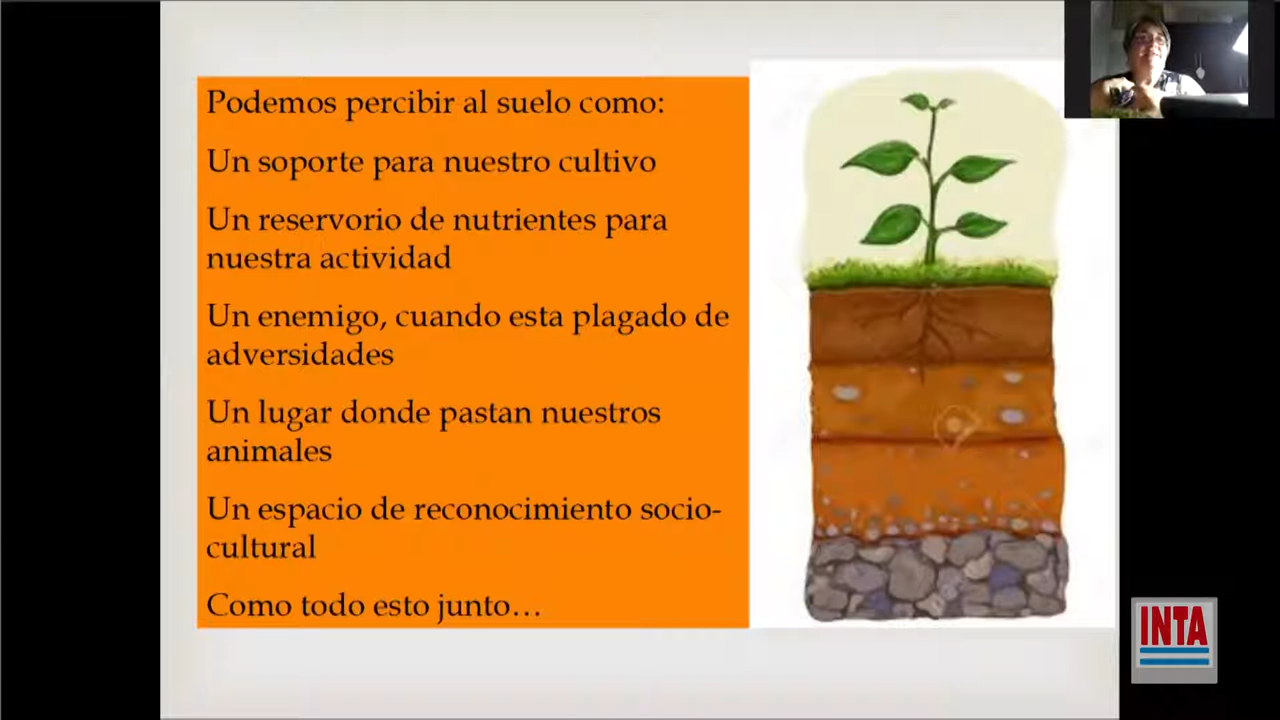 Podemos percibir al suelo como:
Un soporte para nuestro cultivo
Un reservorio de nutrientes para
nuestra actividad
Un enemigo, cuando esta plagado de
adversidades
Un lugar donde pastan nuestros
animales
Un espacio de reconocimiento socio-
cultural
Como todo esto junto…
INTA